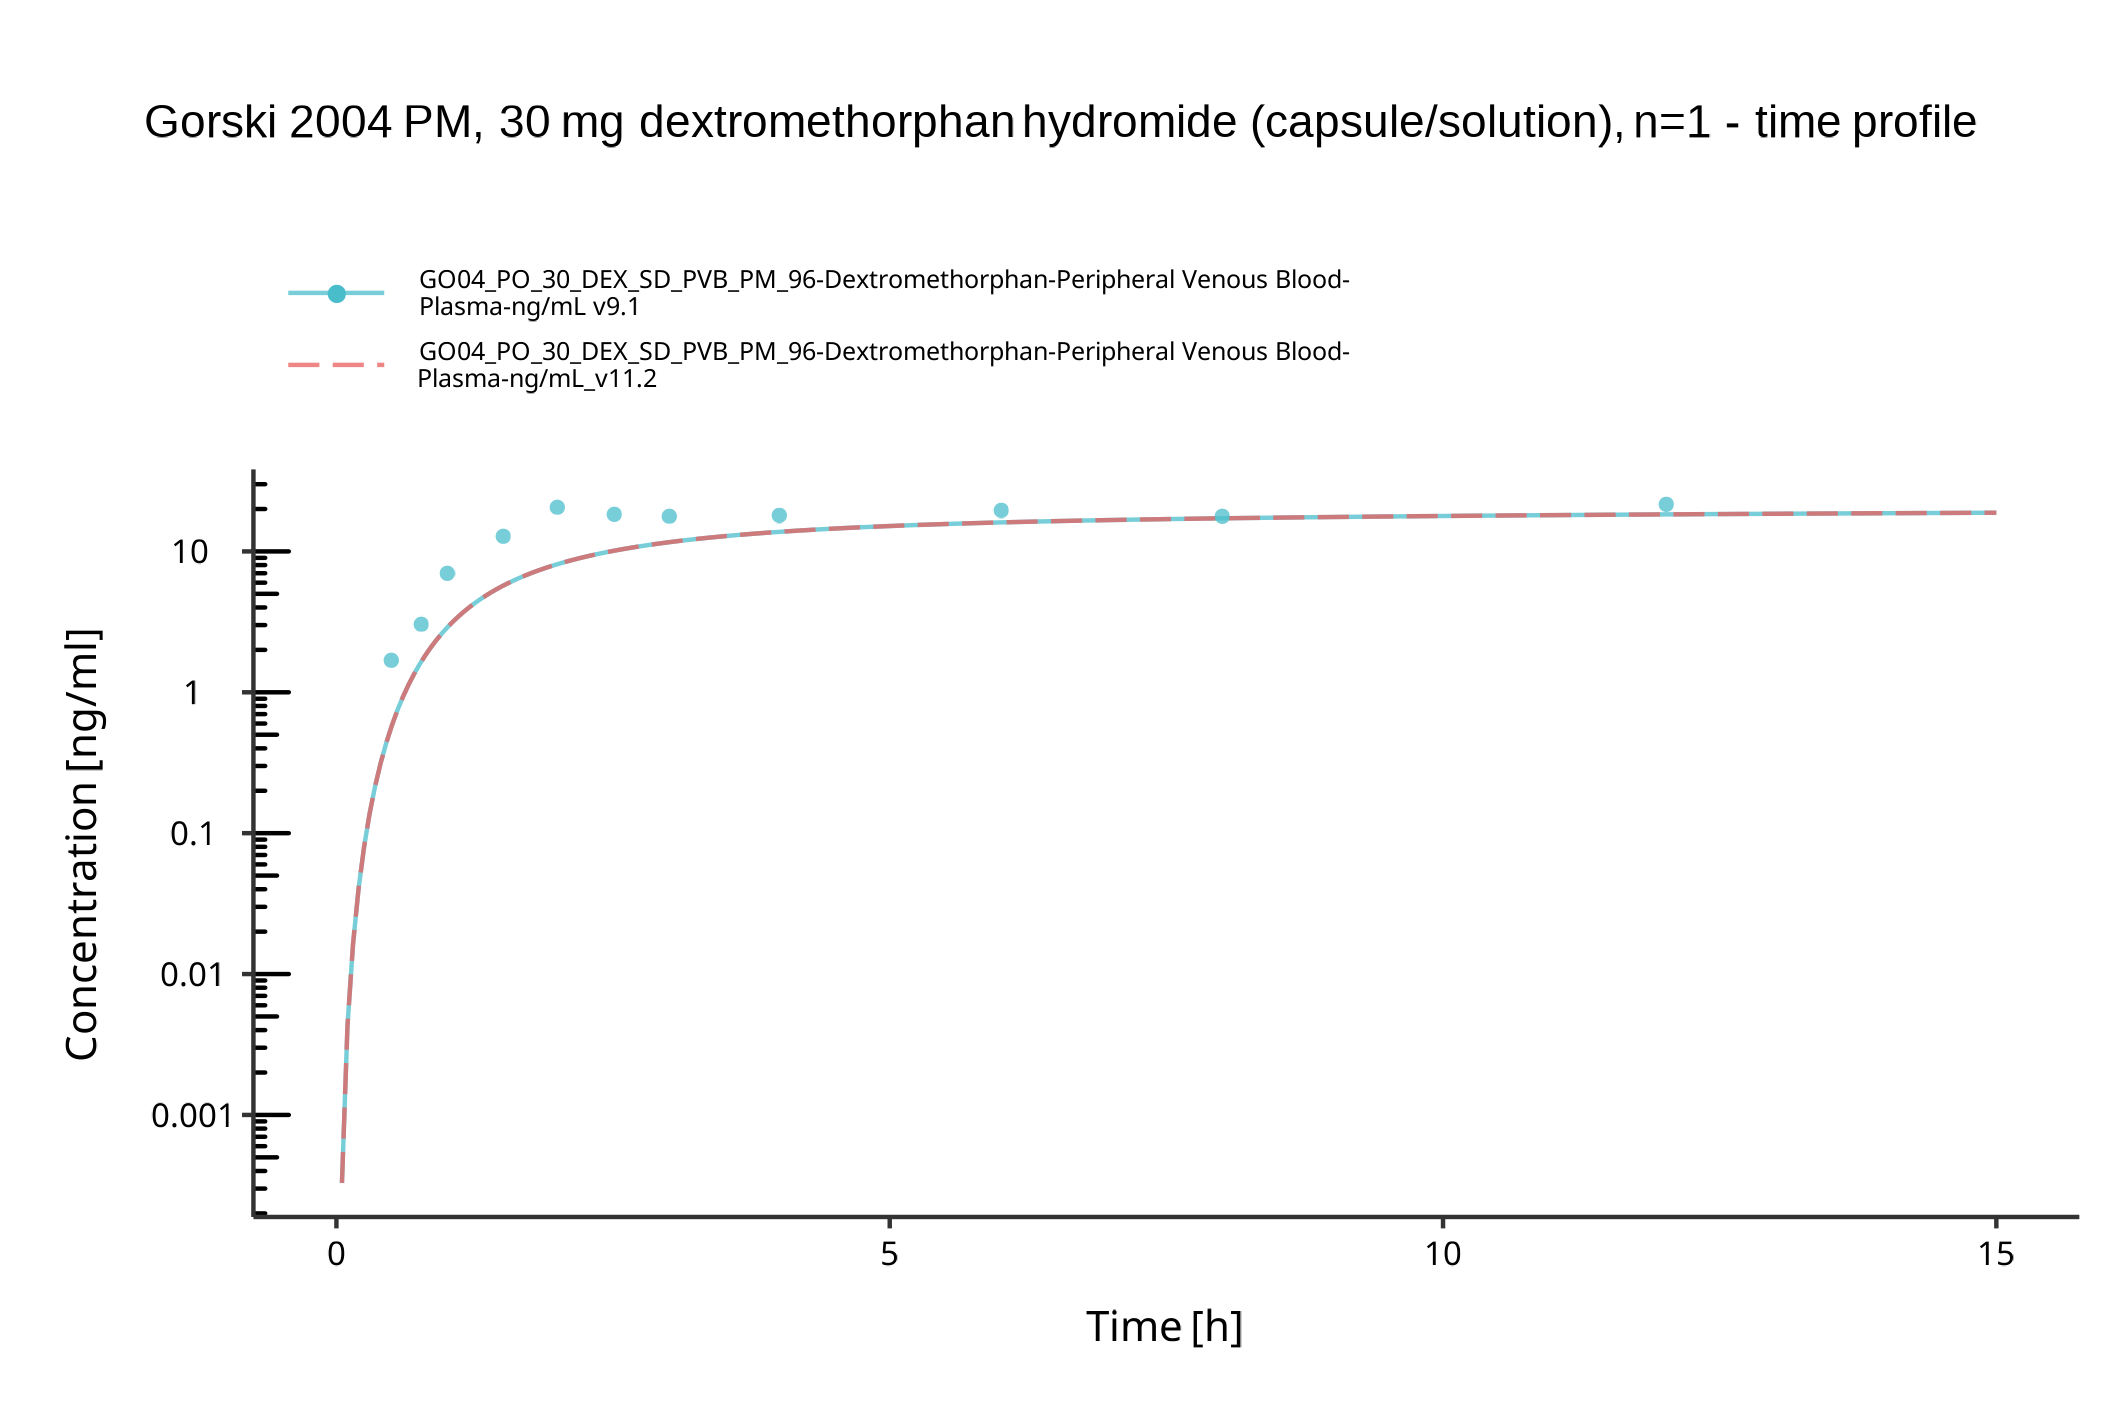 Gorski 2004 PM, 30 mg dextromethorphan hydromide (capsule/solution), n=1 - time profile
GO04_PO_30_DEX_SD_PVB_PM_96-Dextromethorphan-Peripheral Venous Blood-
Plasma-ng/mL v9.1
GO04_PO_30_DEX_SD_PVB_PM_96-Dextromethorphan-Peripheral Venous Blood-
Plasma-ng/mL_v11.2
Concentration [ng/ml]
10
1
0.1
0.01
0.001
0 5 10 15
Time [h]